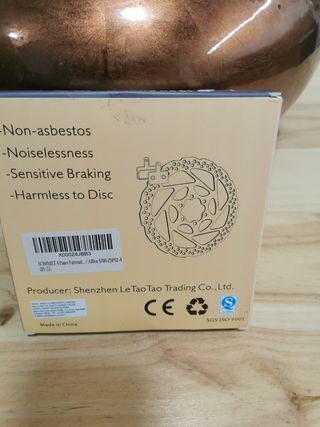 -Non-asbestos
-Noiselessness
-Sensitive Braking
-Harmless to Disc
X000Z4JBB3
Producer: Shenzhen LeTaoTao Trading Co.,Ltd.
CE
Made in China
SGS ISO 9001